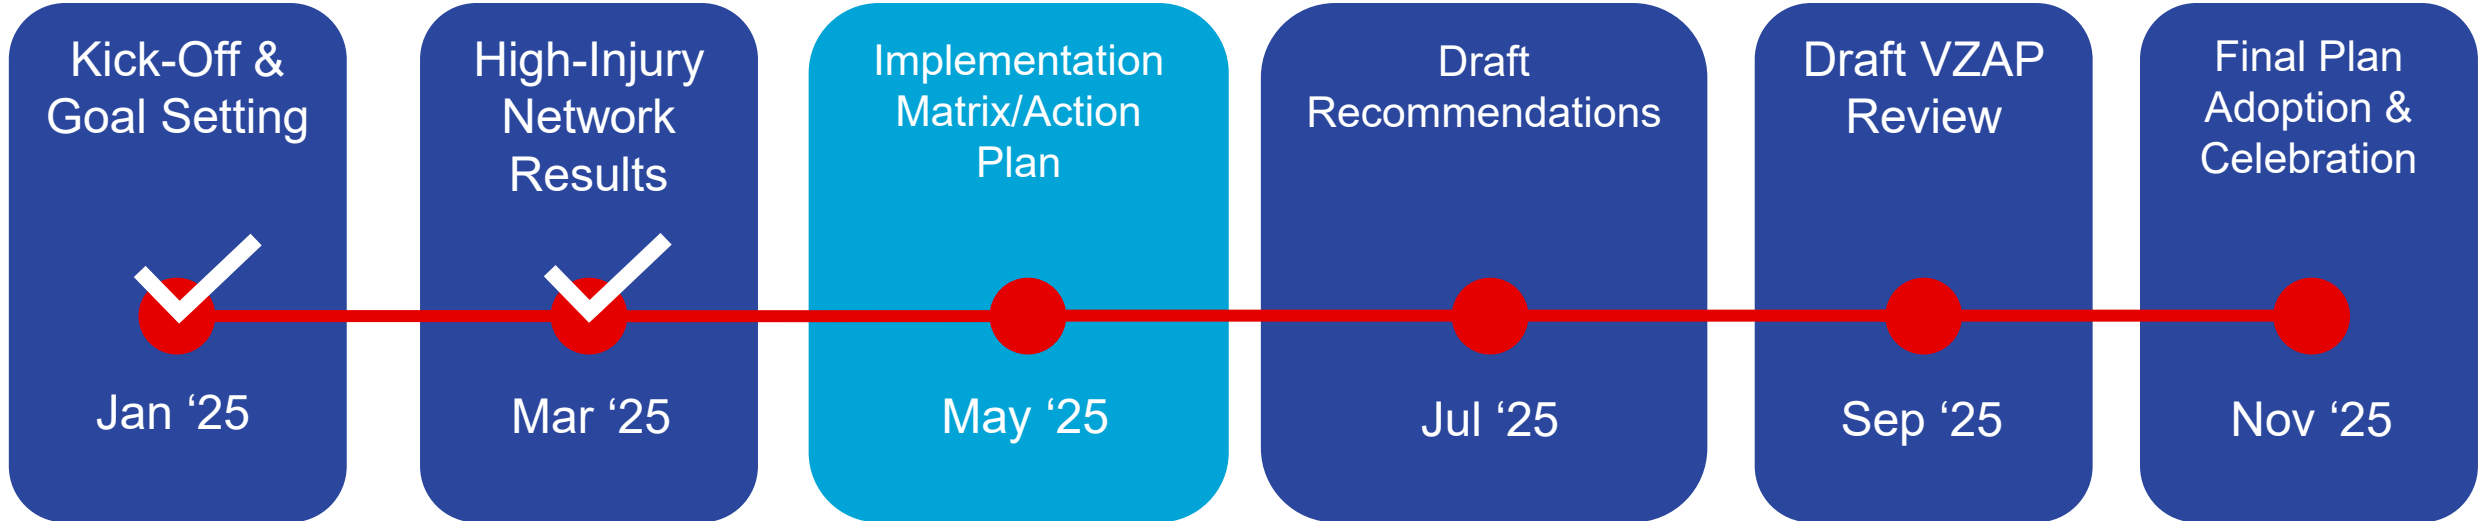 Kick-Off &
Goal Setting
Jan ‘25
High-Injury
Network
Results
Mar ‘25
Implementation
Matrix/Action
Plan
May ‘25
Draft
Recommendations
Jul ‘25
Draft VZAP
Review
Sep ‘25
Final Plan
Adoption &
Celebration
Nov ‘25